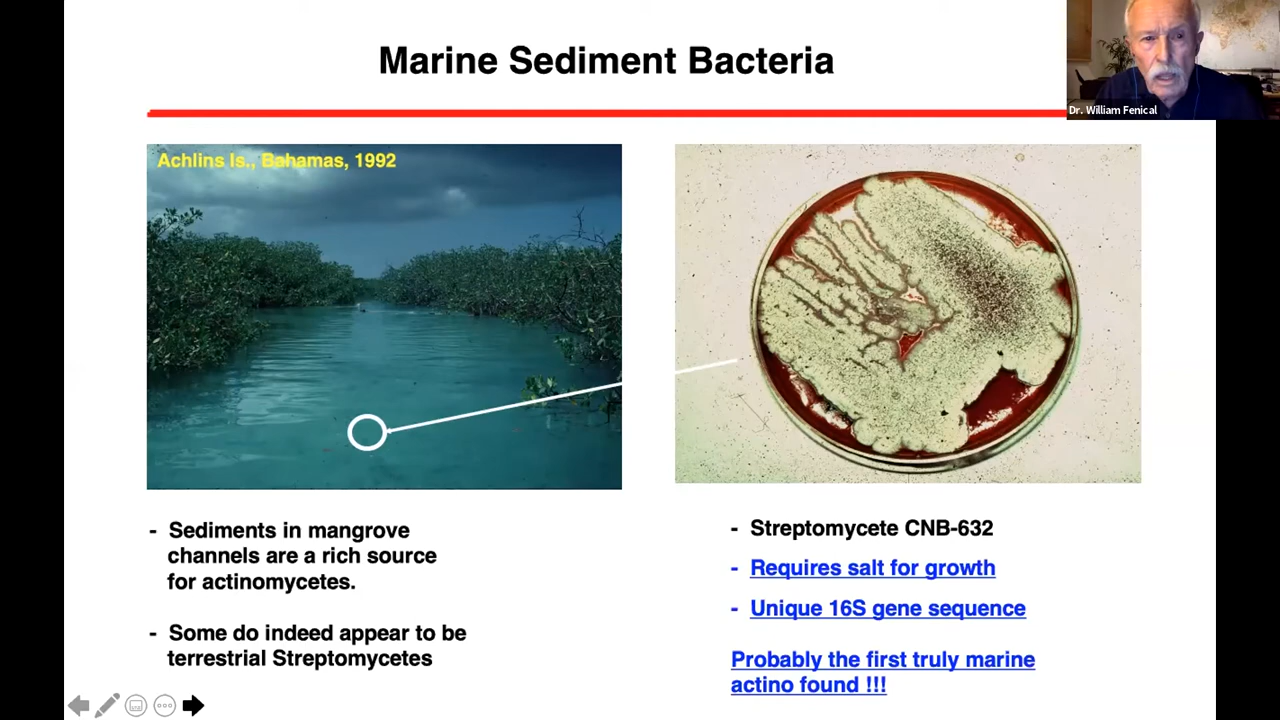 Marine Sediment Bacteria
Dr. William Fenical
Achlins Is., Bahamas, 1992
- Sediments in mangrove
channels are a rich source
for actinomycetes.
- Some do indeed appear to be
terrestrial Streptomycetes
- Streptomycete CNB-632
- Requires salt for growth
- Unique 16S gene sequence
Probably the first truly marine
actino found !!!